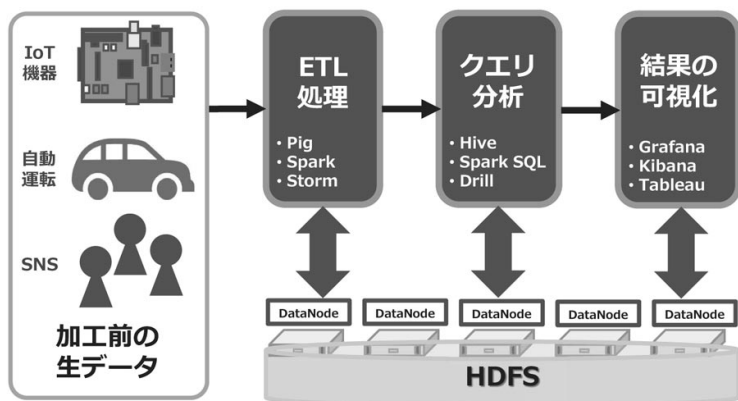 IoT
機器
自動
運転
SNS
加工前の
生データ
ETL
処理
・Pig
・Spark
・Storm
クエリ
分析
・Hive
・Spark SQL
・Drill
結果の
可視化
・Grafana
・Kibana
・Tableau
DataNode
DataNode
DataNode
DataNode
DataNode
HDFS